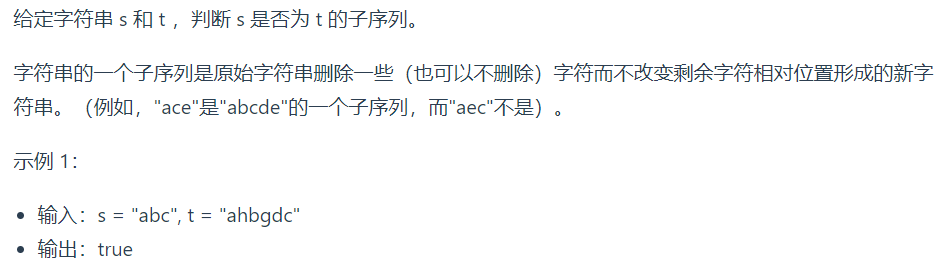 给定字符串 s 和 t ，判断 s 是否为 t 的子序列。
字符串的一个子序列是原始字符串删除一些（也可以不删除）字符而不改变剩余字符相对位置形成的新字
符串。（例如，"ace"是"abcde"的一个子序列，而"aec"不是）。
示例 1：
• 输入：s = "abc", t = "ahbgdc"
• 输出：true